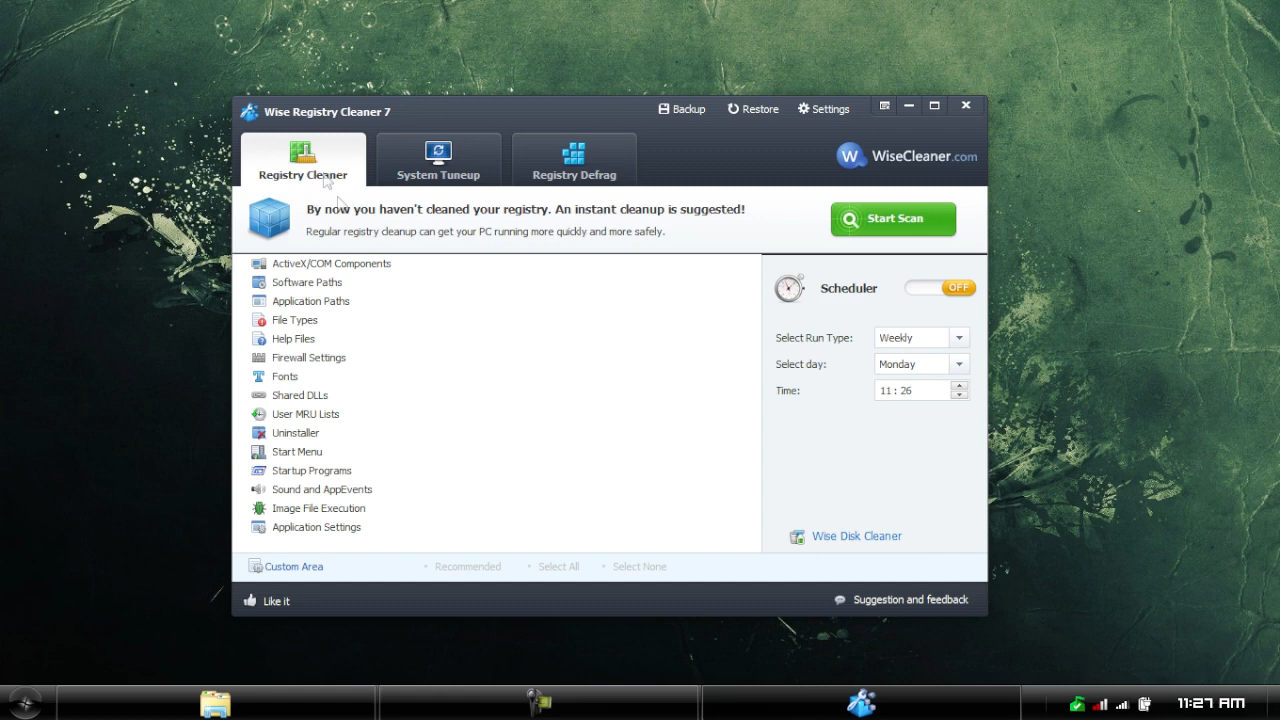 Wise Registry Cleaner 7
Backup
Restore
Settings
Registry Cleaner
System Tuneup
Registry Defrag
W WiseCleaner.com
By now you haven't cleaned your registry. An instant cleanup is suggested!
Regular registry cleanup can get your PC running more quickly and more safely.
Start Scan
ActiveX/COM Components
Software Paths
Application Paths
File Types
Help Files
Firewall Settings
Fonts
Shared DLLs
User MRU Lists
Uninstaller
Start Menu
Startup Programs
Sound and AppEvents
Image File Execution
Application Settings
Scheduler OFF
Select Run Type: Weekly
Select day: Monday
Time: 11 : 26
Wise Disk Cleaner
Custom Area
Recommended
Select All
Select None
Like it
Suggestion and feedback
11:27 AM